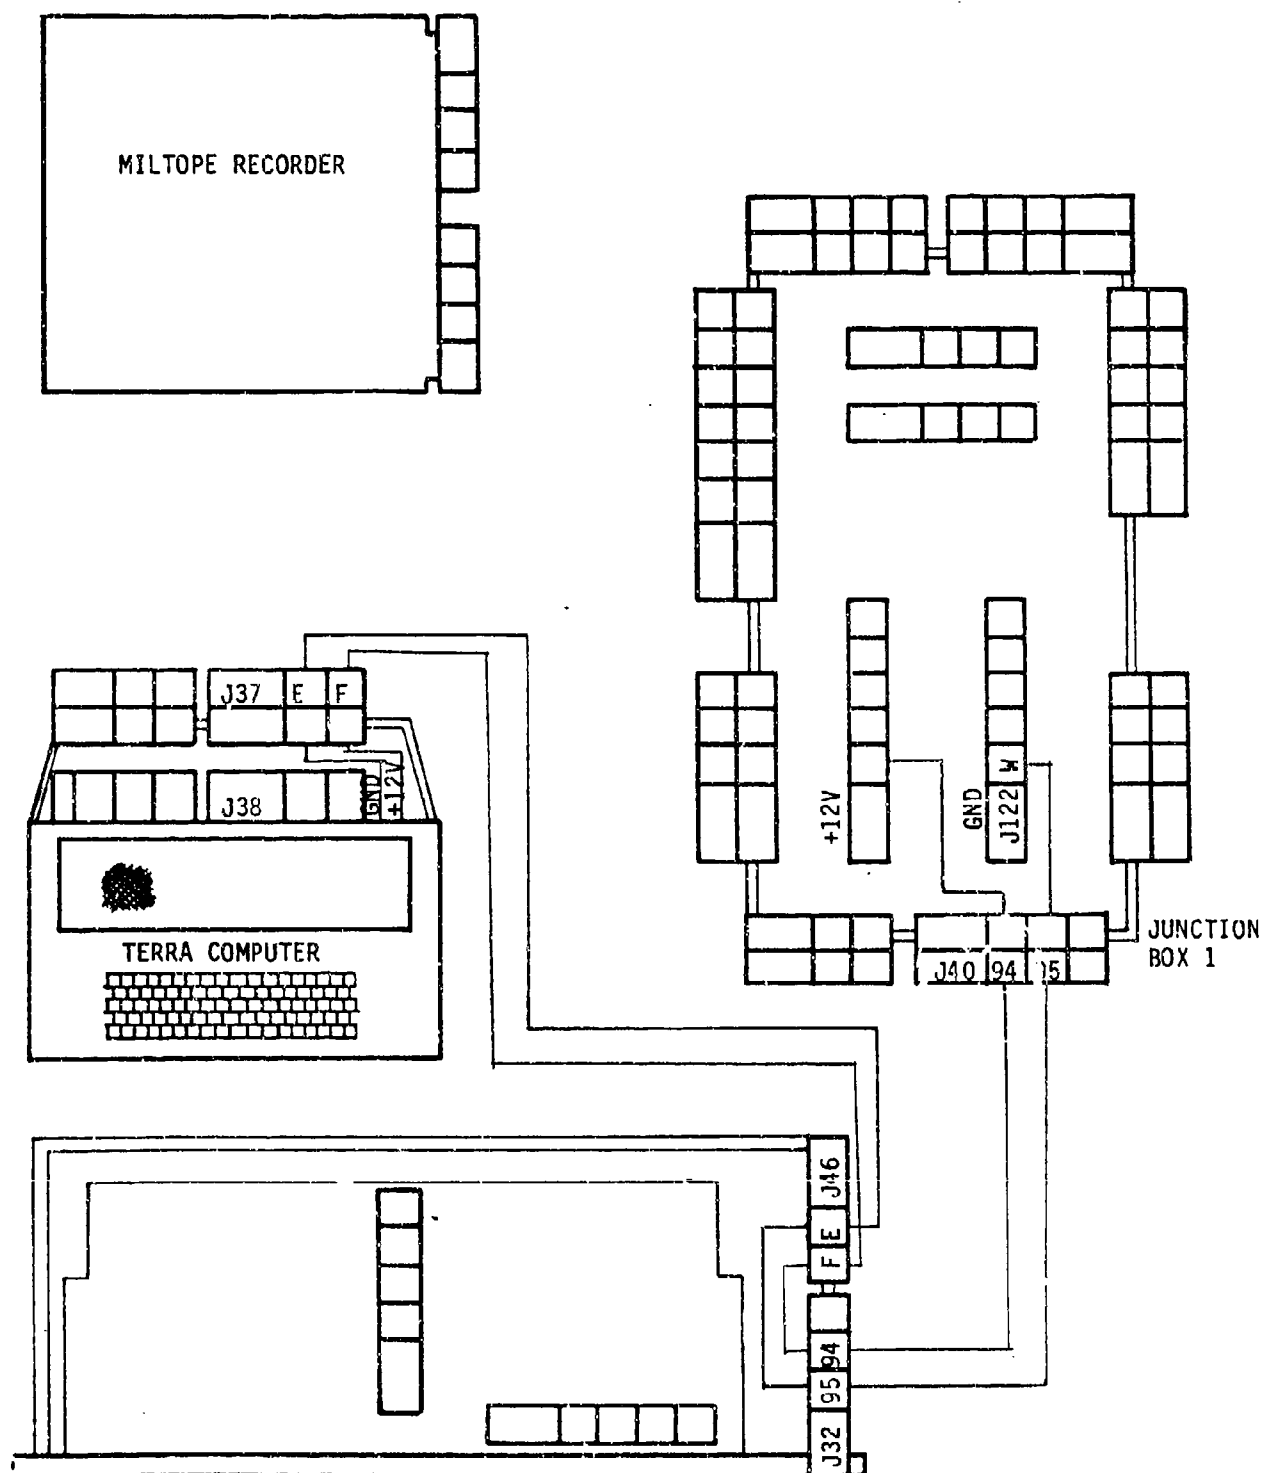 MILTOPE RECORDER
J37 E F
GND
+12V
J38
TERRA COMPUTER
+12V
GND
J122
W
JUNCTION
BOX 1
J40 94
J46
E
F
94
95
J32